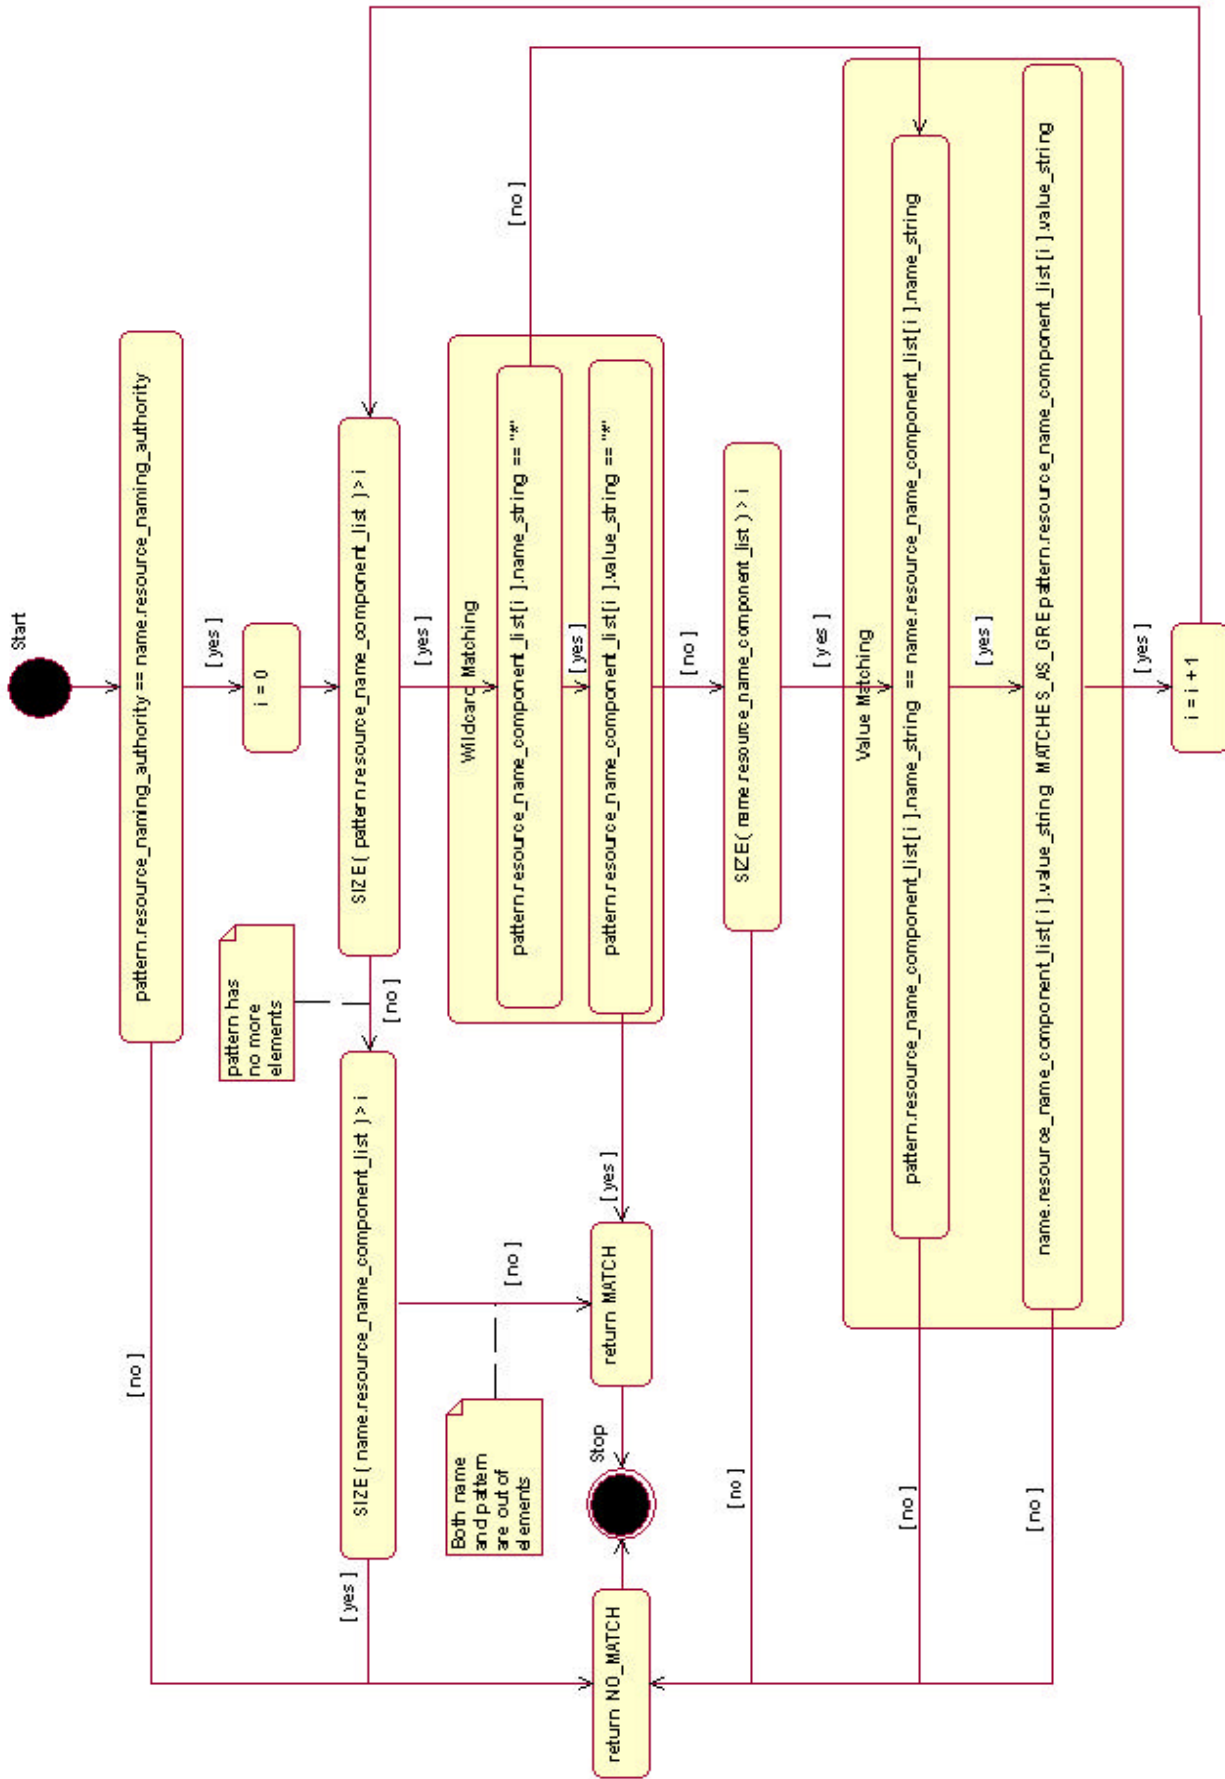 Start
pattern.resource_naming_authority == name.resource_naming_authority
[ yes ]
[ no ]
i = 0
pattern has
no more
elements
SIZE ( pattern.resource_name_component_list ) > i
[ yes ]
[ no ]
SIZE ( name.resource_name_component_list ) > i
[ yes ]
[ no ]
Both name
and pattern
are out of
elements
Wildcard Matching
pattern.resource_name_component_list[ i ].name_string == "*"
[ no ]
[ yes ]
pattern.resource_name_component_list[ i ].value_string == "*"
[ yes ]
[ no ]
return MATCH
Stop
return NO_MATCH
SIZE ( name.resource_name_component_list ) > i
[ yes ]
[ no ]
Value Matching
pattern.resource_name_component_list[ i ].name_string == name.resource_name_component_list[ i ].name_string
[ yes ]
[ no ]
name.resource_name_component_list[ i ].value_string MATCHES_AS_GRE pattern.resource_name_component_list[ i ].value_string
[ yes ]
[ no ]
i = i + 1